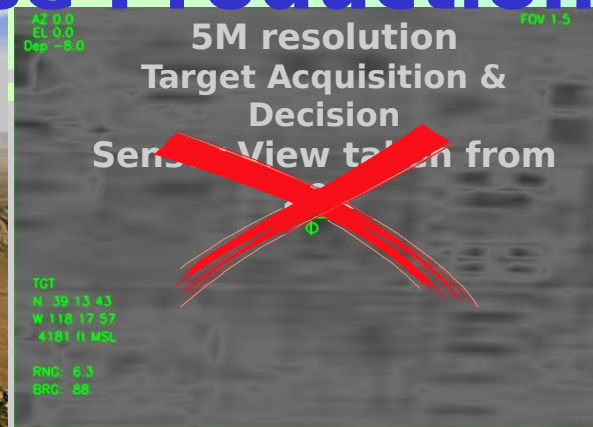 Production
AZ 0.0
EL 0.0
Dep -8.0
FOV 1.5
5M resolution
Target Acquisition &
Decision
View taken from
TGT
N 39 13 43
W 118 17 57
4181 ft MSL
RNG: 6.3
BRG: 88